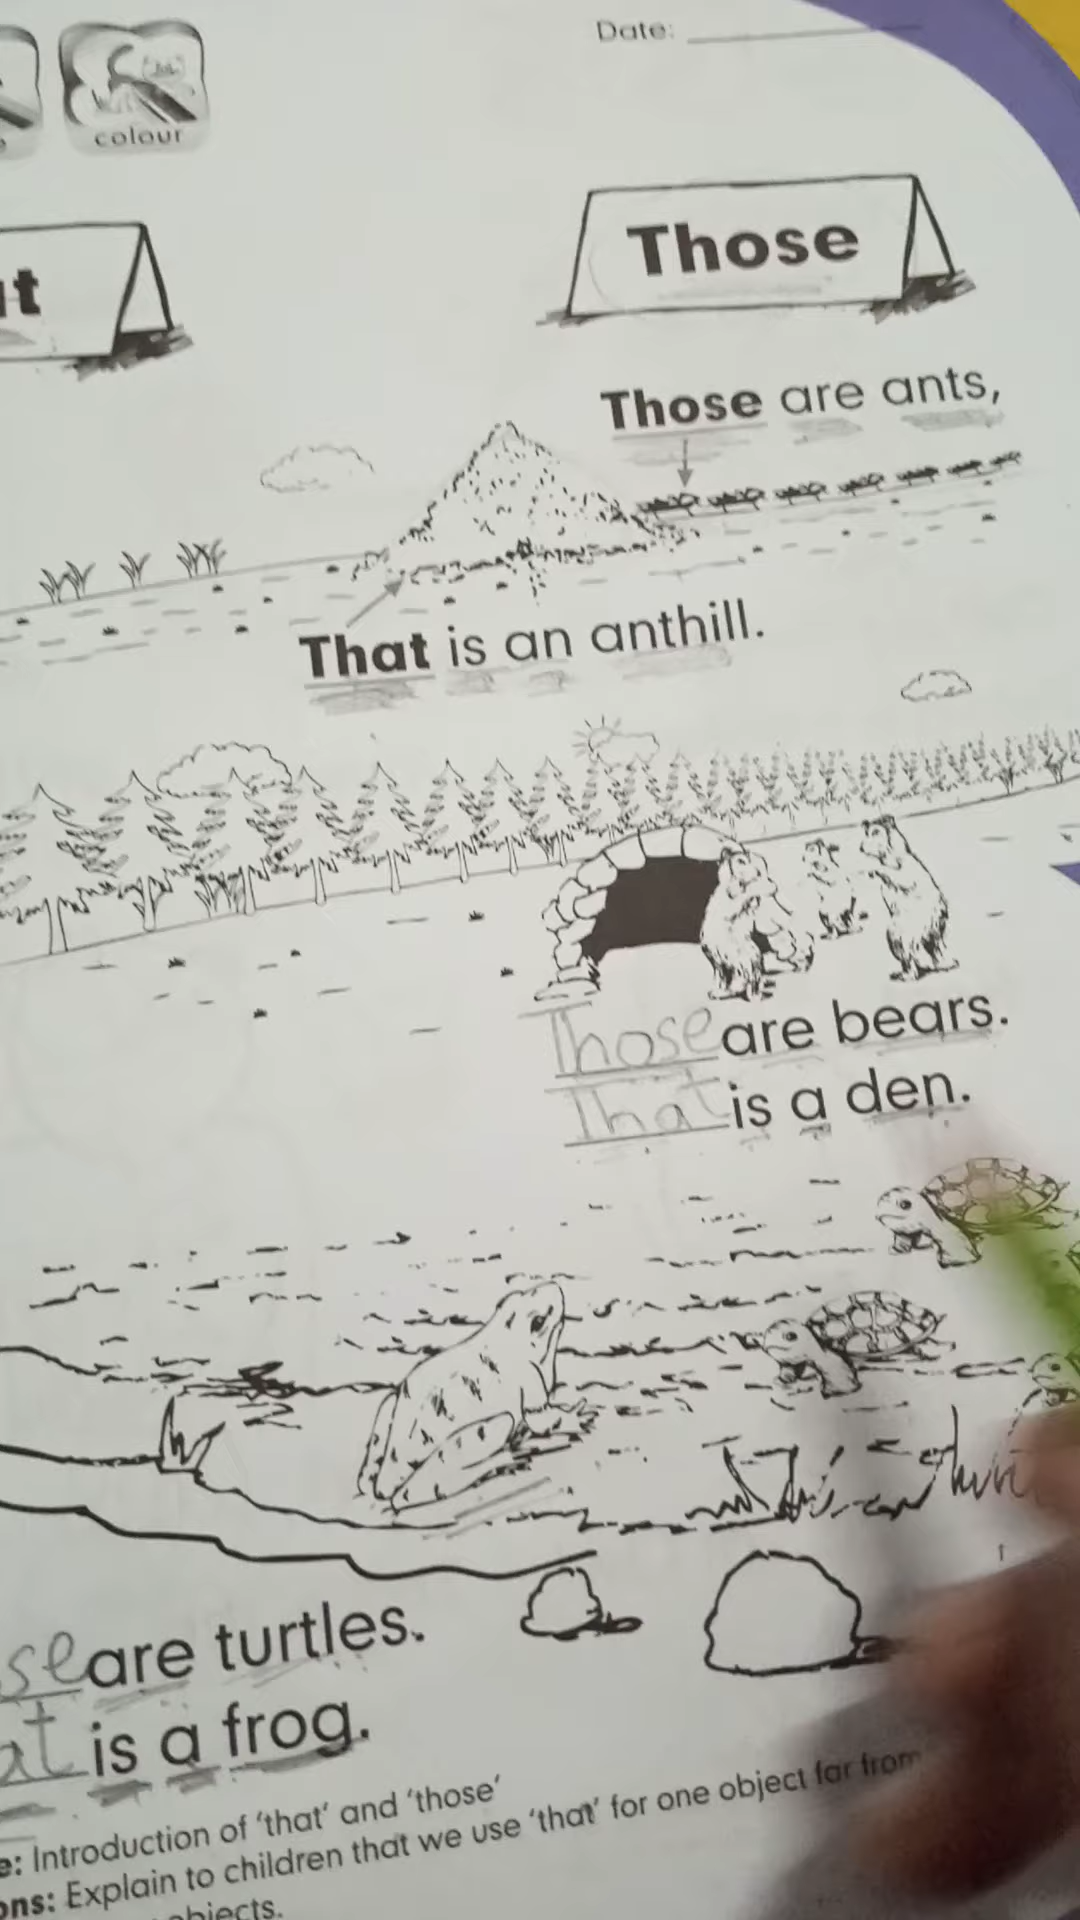 Date:
colour
Those
Those are ants,
That is an anthill.
Those are bears.
That is a den.
are turtles.
is a frog.
Introduction of ‘that’ and ‘those’
Explain to children that we use ‘that’ for one object far from